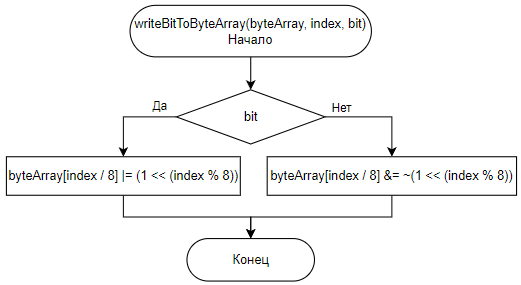 writeBitToByteArray(byteArray, index, bit)
Начало
bit
Да
Нет
byteArray[index / 8] |= (1 << (index % 8))
byteArray[index / 8] &= ~(1 << (index % 8))
Конец